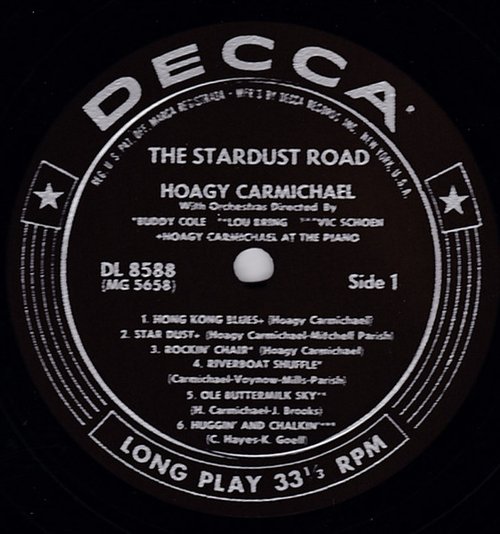 DECCA
REG. U.S. PAT. OFF. MARCA REGISTRADA • MFR'D BY DECCA RECORDS, INC., NEW YORK, U.S.A.
THE STARDUST ROAD
HOAGY CARMICHAEL
With Orchestras Directed By
*BUDDY COLE **LOU BRING ***VIC SCHOEN
+HOAGY CARMICHAEL AT THE PIANO
DL 8588
(MG 5658)
Side 1
1. HONG KONG BLUES+ (Hoagy Carmichael)
2. STAR DUST+ (Hoagy Carmichael-Mitchell Parish)
3. ROCKIN' CHAIR* (Hoagy Carmichael)
4. RIVERBOAT SHUFFLE*
(Carmichael-Voynow-Mills-Parish)
5. OLE BUTTERMILK SKY**
(H. Carmichael-J. Brooks)
6. HUGGIN' AND CHALKIN'***
(C. Hayes-K. Goell)
LONG PLAY 33 1/3 RPM